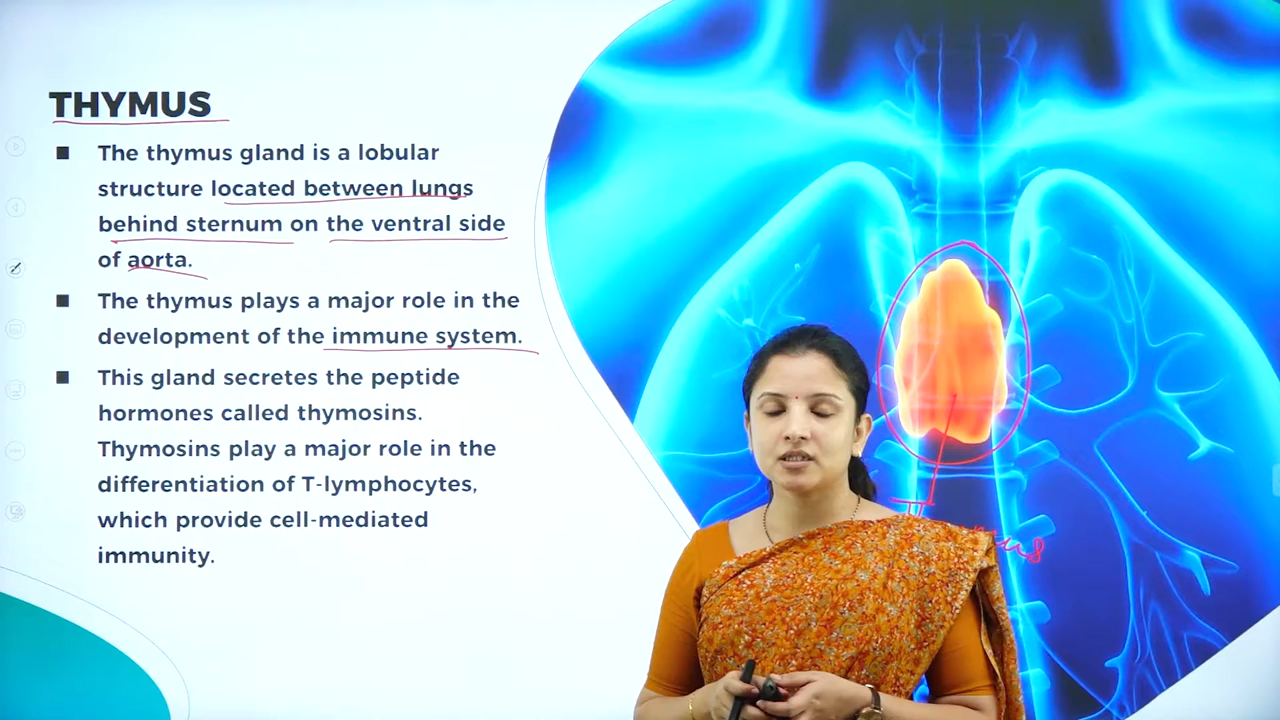 THYMUS
The thymus gland is a lobular
structure located between lungs
behind sternum on the ventral side
of aorta.
The thymus plays a major role in the
development of the immune system.
This gland secretes the peptide
hormones called thymosins.
Thymosins play a major role in the
differentiation of T-lymphocytes,
which provide cell-mediated
immunity.